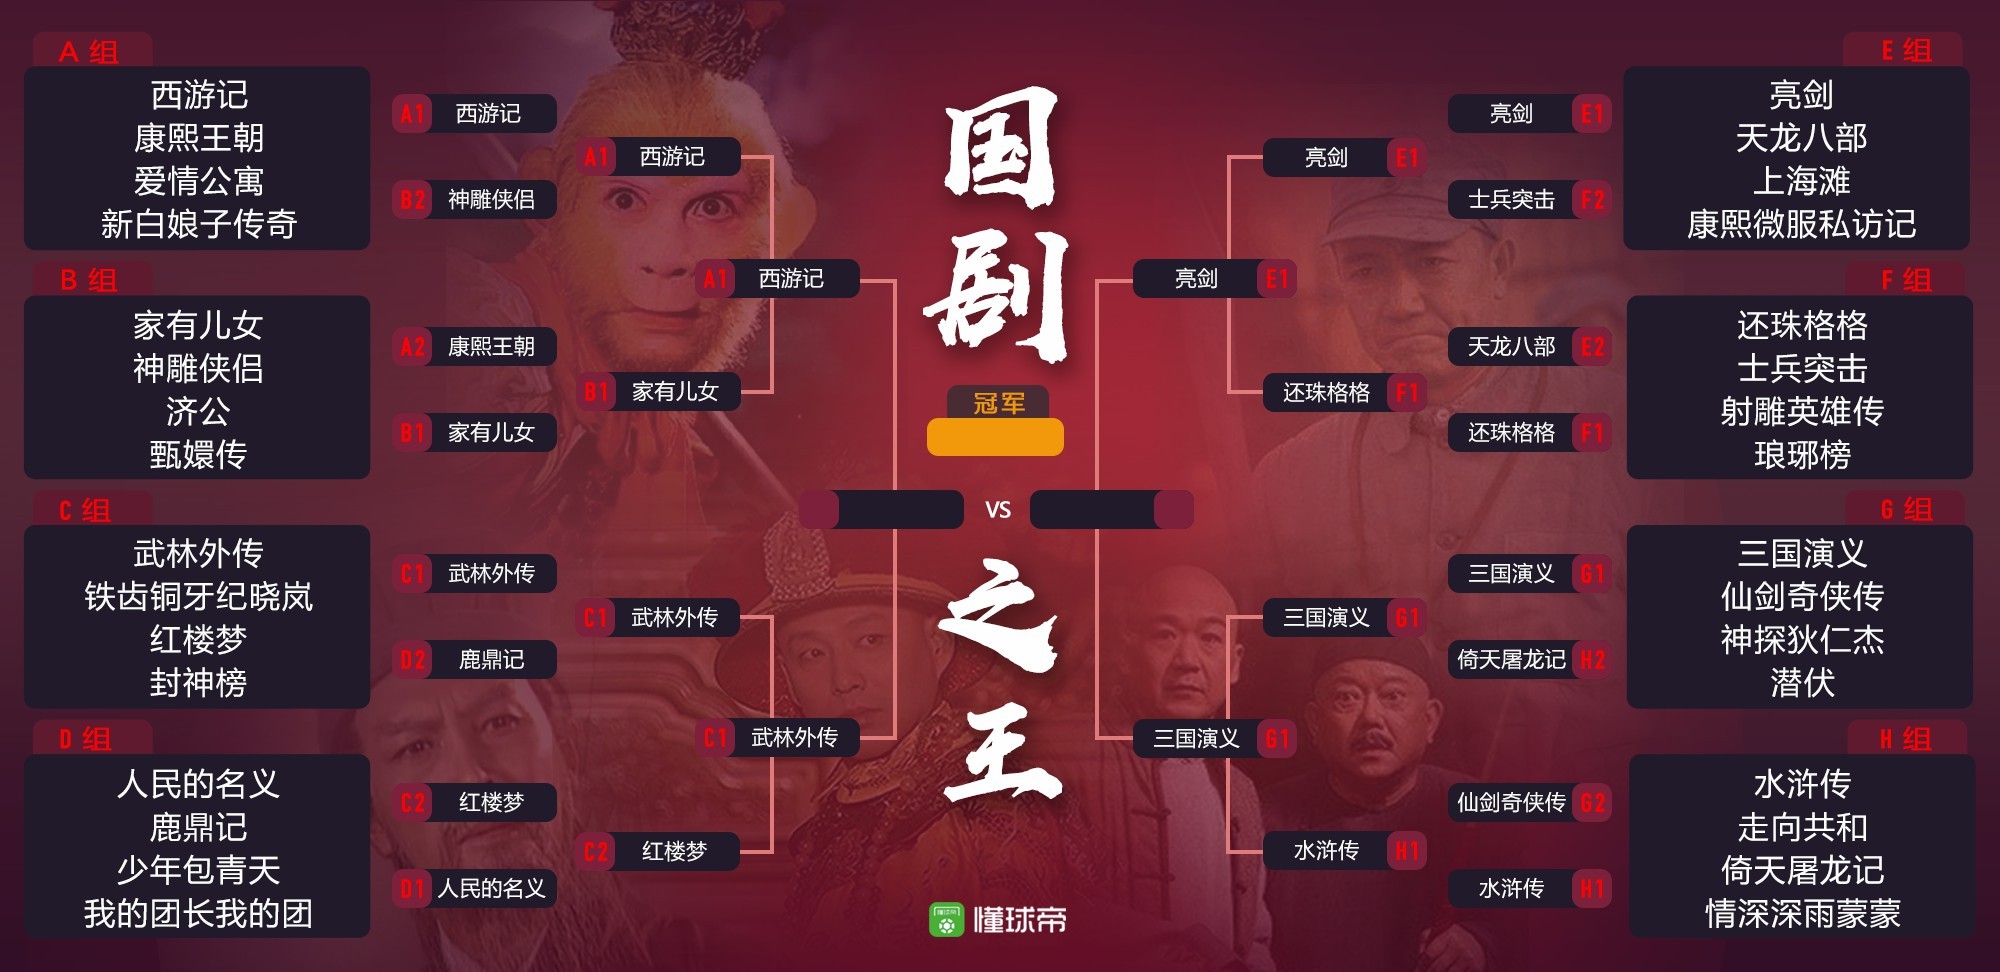 A 组
西游记
康熙王朝
爱情公寓
新白娘子传奇
B 组
家有儿女
神雕侠侣
济公
甄嬛传
C 组
武林外传
铁齿铜牙纪晓岚
红楼梦
封神榜
D 组
人民的名义
鹿鼎记
少年包青天
我的团长我的团
A1 西游记
B2 神雕侠侣
A2 康熙王朝
B1 家有儿女
C1 武林外传
D2 鹿鼎记
C2 红楼梦
D1 人民的名义
A1 西游记
B1 家有儿女
C1 武林外传
C2 红楼梦
A1 西游记
C1 武林外传
国剧
冠军
VS
之王
懂球帝
懂球帝
亮剑 E1
三国演义 G1
亮剑 E1
还珠格格 F1
三国演义 G1
水浒传 H1
亮剑 E1
士兵突击 F2
天龙八部 E2
还珠格格 F1
三国演义 G1
倚天屠龙记 H2
仙剑奇侠传 G2
水浒传 H1
E 组
亮剑
天龙八部
上海滩
康熙微服私访记
F 组
还珠格格
士兵突击
射雕英雄传
琅琊榜
G 组
三国演义
仙剑奇侠传
神探狄仁杰
潜伏
H 组
水浒传
走向共和
倚天屠龙记
情深深雨蒙蒙